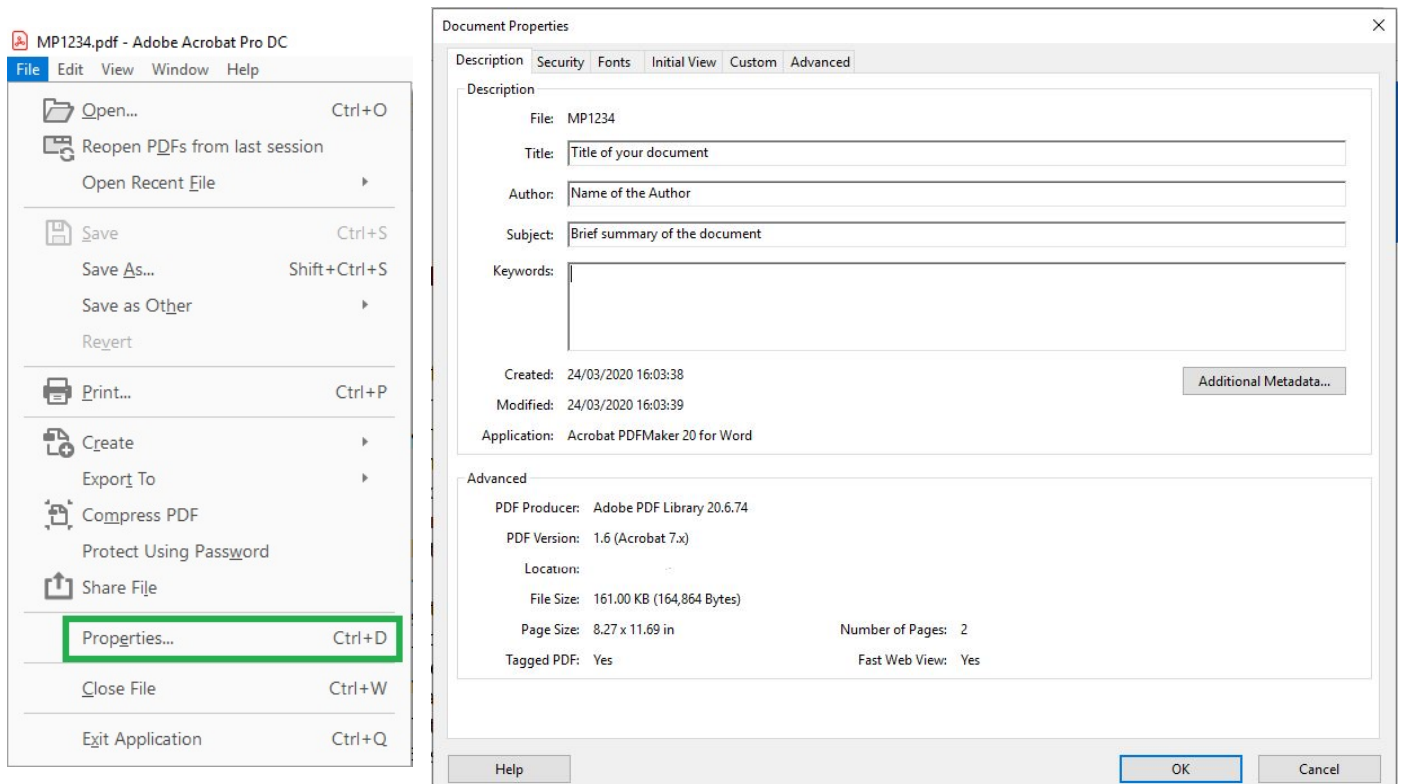 MP1234.pdf - Adobe Acrobat Pro DC
File Edit View Window Help
Open... Ctrl+O
Reopen PDFs from last session
Open Recent File
Save Ctrl+S
Save As... Shift+Ctrl+S
Save as Other
Revert
Print... Ctrl+P
Create
Export To
Compress PDF
Protect Using Password
Share File
Properties... Ctrl+D
Close File Ctrl+W
Exit Application Ctrl+Q
Document Properties
Description Security Fonts Initial View Custom Advanced
Description
File: MP1234
Title: Title of your document
Author: Name of the Author
Subject: Brief summary of the document
Keywords:
Created: 24/03/2020 16:03:38
Additional Metadata...
Modified: 24/03/2020 16:03:39
Application: Acrobat PDFMaker 20 for Word
Advanced
PDF Producer: Adobe PDF Library 20.6.74
PDF Version: 1.6 (Acrobat 7.x)
Location:
File Size: 161.00 KB (164,864 Bytes)
Page Size: 8.27 x 11.69 in Number of Pages: 2
Tagged PDF: Yes Fast Web View: Yes
Help OK Cancel